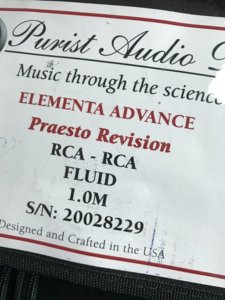 Purist Audio
Music through the science
ELEMENTA ADVANCE
Praesto Revision
RCA - RCA
FLUID
1.0M
S/N: 20028229
Designed and Crafted in the USA